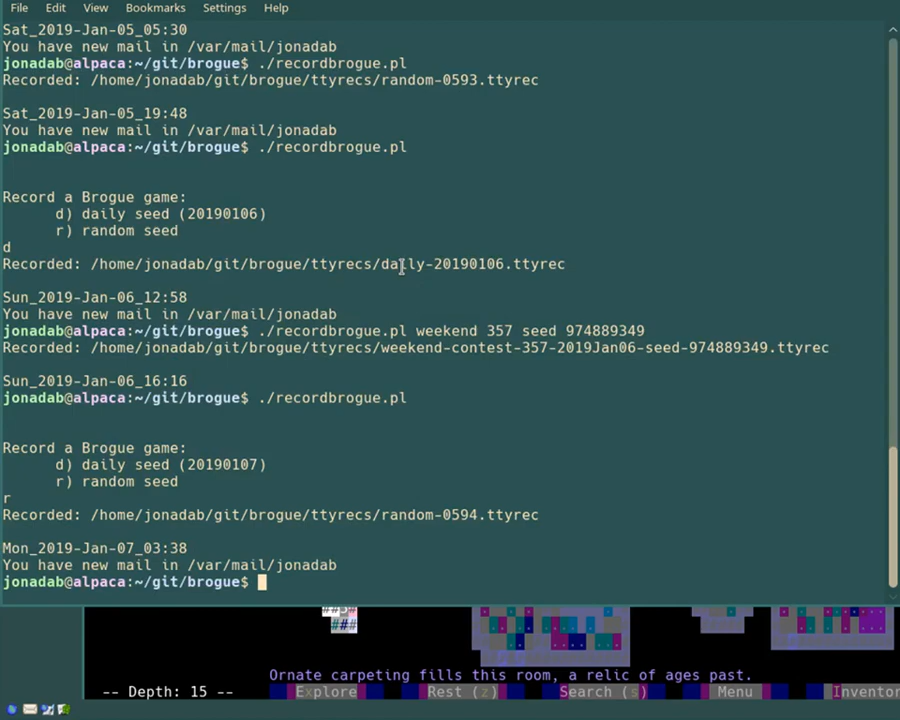 File Edit View Bookmarks Settings Help
Sat_2019-Jan-05_05:30
You have new mail in /var/mail/jonadab
jonadab@alpaca:~/git/brogue$ ./recordbrogue.pl
Recorded: /home/jonadab/git/brogue/ttyrecs/random-0593.ttyrec
Sat_2019-Jan-05_19:48
You have new mail in /var/mail/jonadab
jonadab@alpaca:~/git/brogue$ ./recordbrogue.pl
Record a Brogue game:
d) daily seed (20190106)
r) random seed
d
Recorded: /home/jonadab/git/brogue/ttyrecs/daily-20190106.ttyrec
Sun_2019-Jan-06_12:58
You have new mail in /var/mail/jonadab
jonadab@alpaca:~/git/brogue$ ./recordbrogue.pl weekend 357 seed 974889349
Recorded: /home/jonadab/git/brogue/ttyrecs/weekend-contest-357-2019Jan06-seed-974889349.ttyrec
Sun_2019-Jan-06_16:16
jonadab@alpaca:~/git/brogue$ ./recordbrogue.pl
Record a Brogue game:
d) daily seed (20190107)
r) random seed
r
Recorded: /home/jonadab/git/brogue/ttyrecs/random-0594.ttyrec
Mon_2019-Jan-07_03:38
You have new mail in /var/mail/jonadab
jonadab@alpaca:~/git/brogue$
Ornate carpeting fills this room, a relic of ages past.
-- Depth: 15 -- Explore Rest (z) Search (s) Menu Inventor